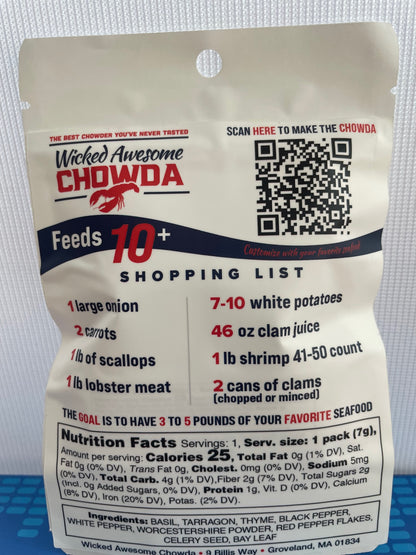 THE BEST CHOWDER YOU'VE NEVER TASTED
Wicked Awesome
CHOWDA
SCAN HERE TO MAKE THE CHOWDA
Feeds 10+
Customize with your favorite seafood
SHOPPING LIST
1 large onion
2 carrots
1 lb of scallops
1 lb lobster meat
7-10 white potatoes
46 oz clam juice
1 lb shrimp 41-50 count
2 cans of clams
(chopped or minced)
THE GOAL IS TO HAVE 3 TO 5 POUNDS OF YOUR FAVORITE SEAFOOD
Nutrition Facts Servings: 1, Serv. size: 1 pack (7g),
Amount per serving: Calories 25, Total Fat 0g (1% DV), Sat.
Fat 0g (0% DV), Trans Fat 0g, Cholest. 0mg (0% DV), Sodium 5mg
(0% DV), Total Carb. 4g (1% DV), Fiber 2g (7% DV), Total Sugars 2g
(Incl. 0g Added Sugars, 0% DV), Protein 1g, Vit. D (0% DV), Calcium
(8% DV), Iron (20% DV), Potas. (2% DV).
Ingredients: BASIL, TARRAGON, THYME, BLACK PEPPER,
WHITE PEPPER, WORCESTERSHIRE POWDER, RED PEPPER FLAKES,
CELERY SEED, BAY LEAF
Wicked Awesome Chowda • 9 Billis Way • Groveland, MA 01834